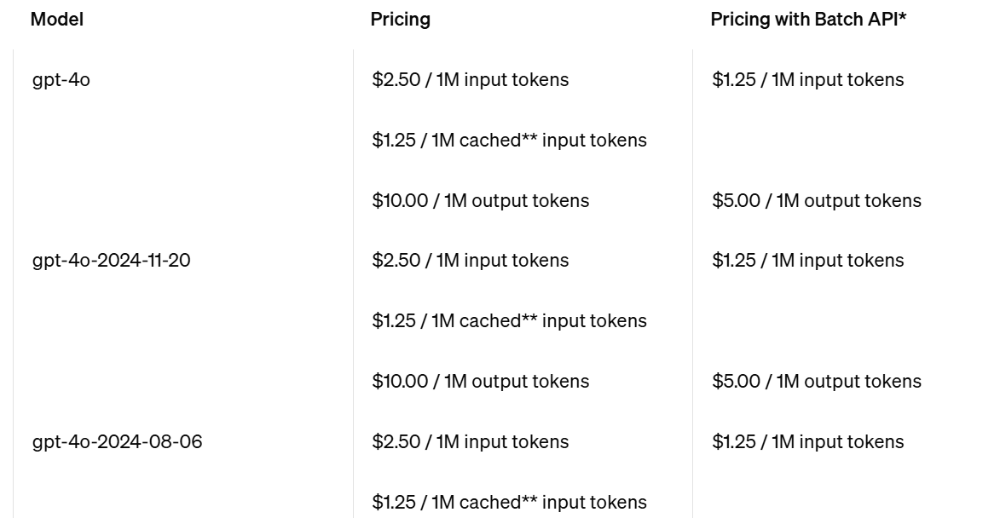 Model Pricing Pricing with Batch API*
gpt-4o $2.50 / 1M input tokens $1.25 / 1M input tokens
$1.25 / 1M cached** input tokens
$10.00 / 1M output tokens $5.00 / 1M output tokens
gpt-4o-2024-11-20 $2.50 / 1M input tokens $1.25 / 1M input tokens
$1.25 / 1M cached** input tokens
$10.00 / 1M output tokens $5.00 / 1M output tokens
gpt-4o-2024-08-06 $2.50 / 1M input tokens $1.25 / 1M input tokens
$1.25 / 1M cached** input tokens